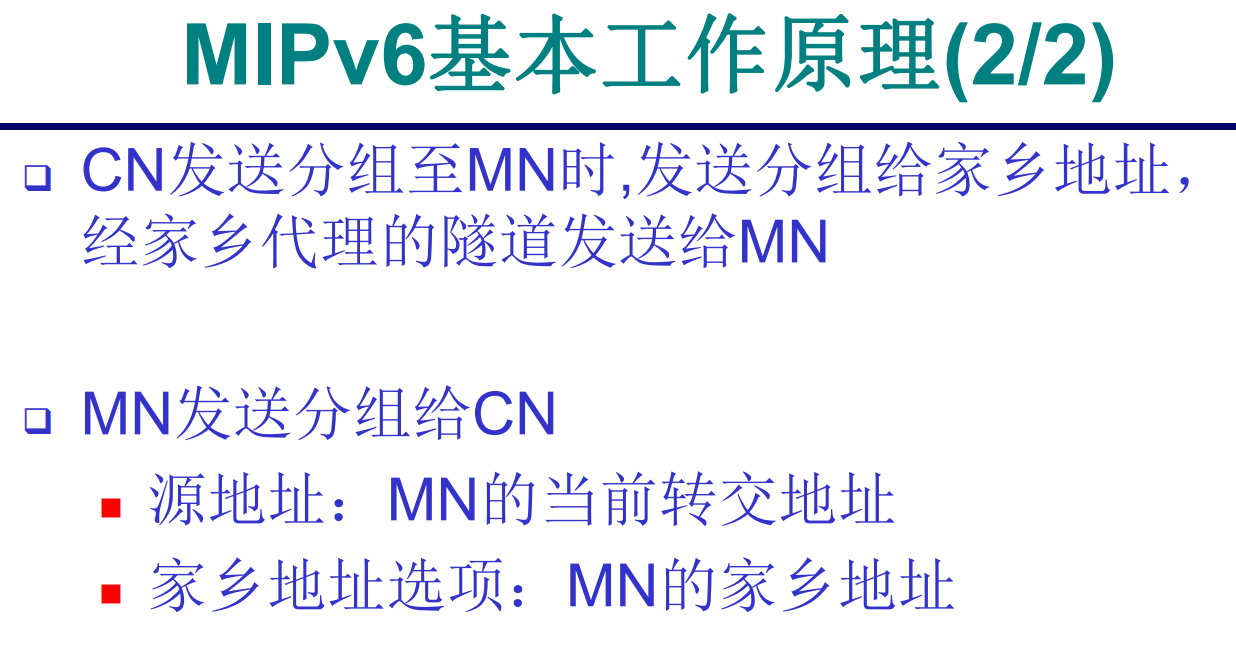 MIPv6基本工作原理(2/2)
CN发送分组至MN时,发送分组给家乡地址，
经家乡代理的隧道发送给MN
MN发送分组给CN
源地址：MN的当前转交地址
家乡地址选项：MN的家乡地址